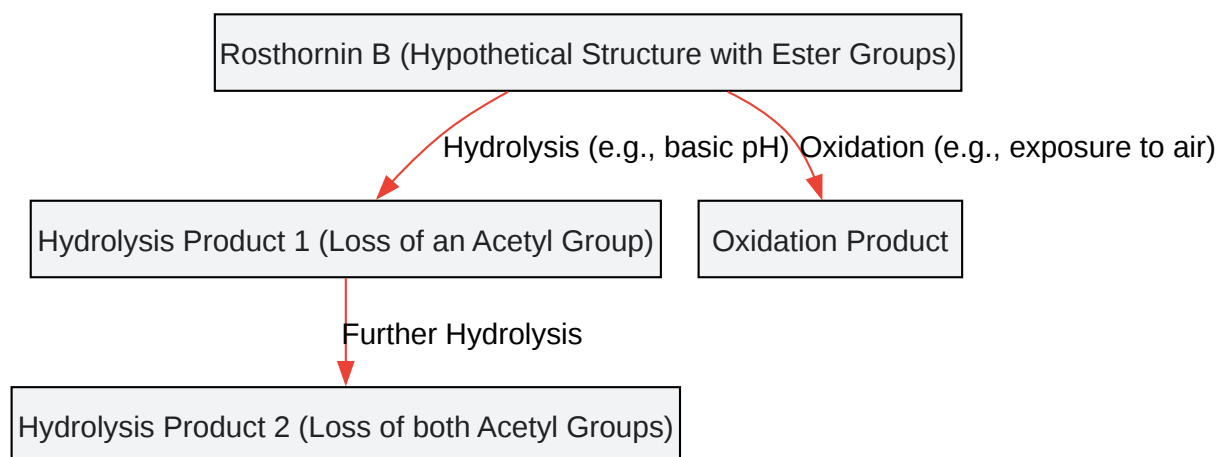 Rosthornin B (Hypothetical Structure with Ester Groups)
Hydrolysis (e.g., basic pH)
Oxidation (e.g., exposure to air)
Hydrolysis Product 1 (Loss of an Acetyl Group)
Oxidation Product
Further Hydrolysis
Hydrolysis Product 2 (Loss of both Acetyl Groups)